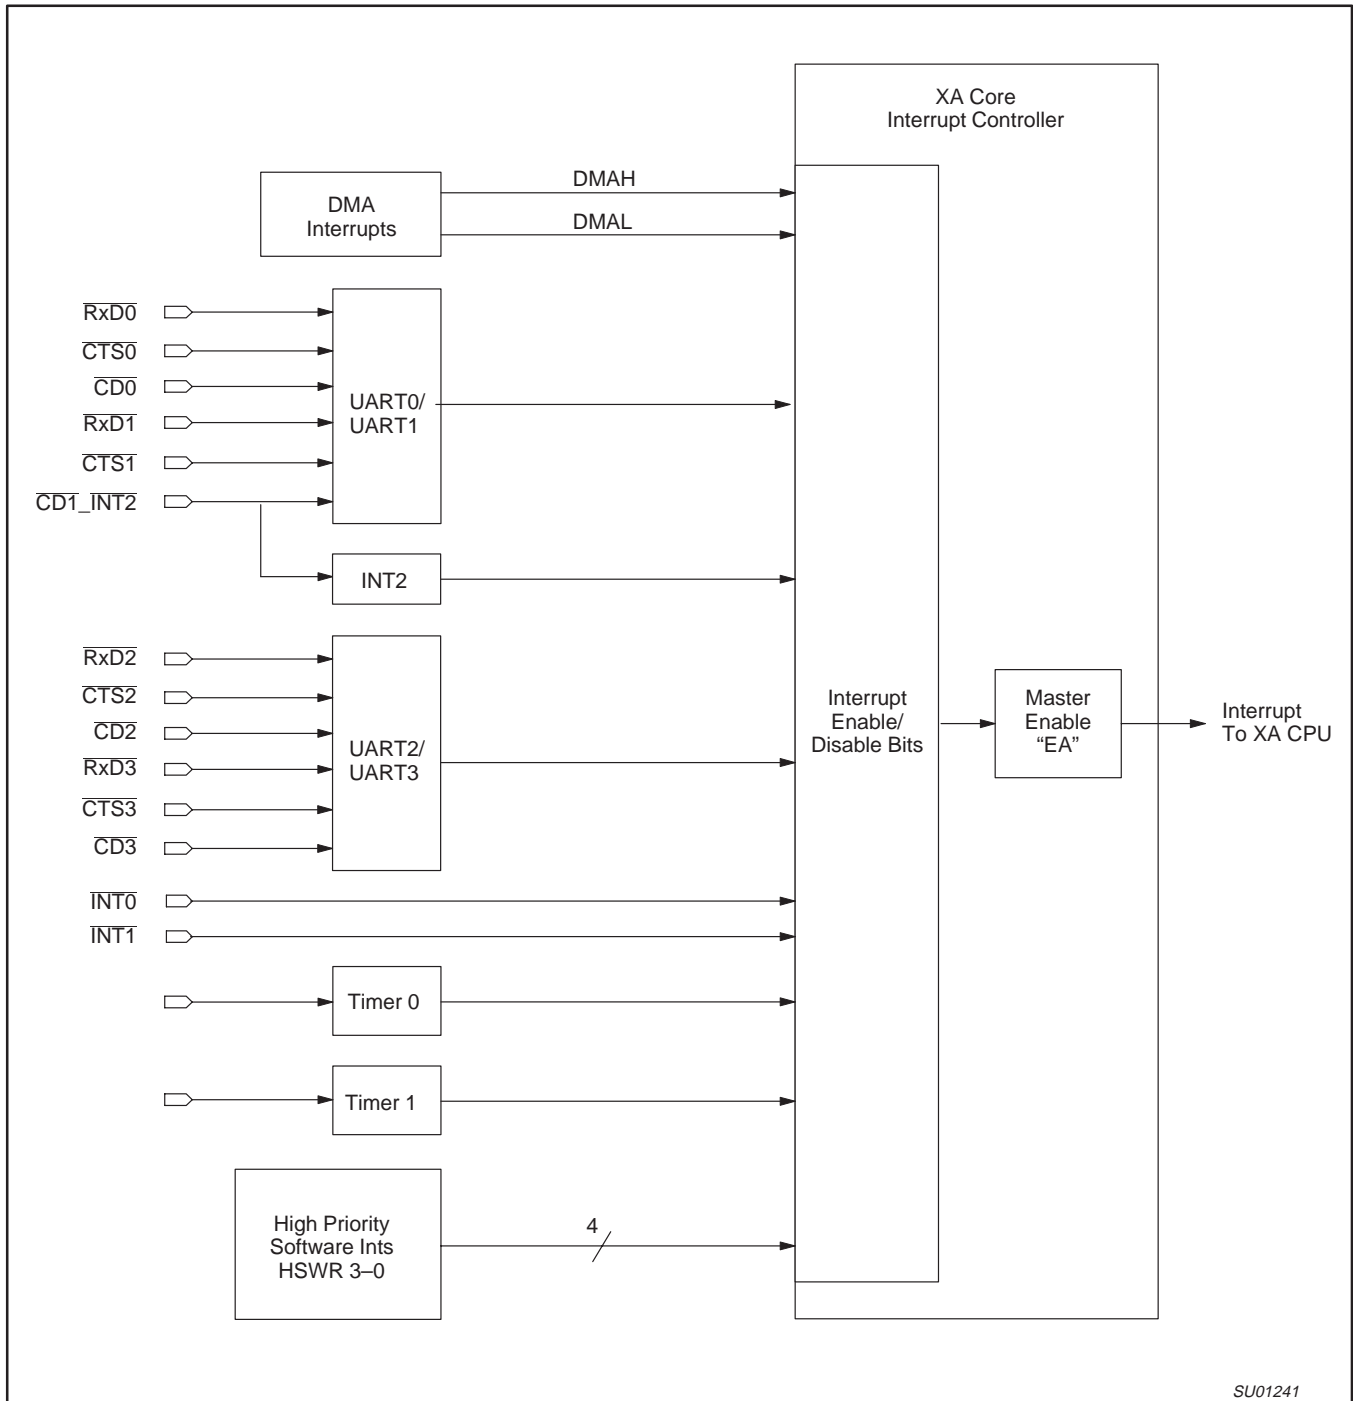 XA Core
Interrupt Controller
DMA
Interrupts
DMAH
DMAL
RxD0
CTS0
CD0
RxD1
CTS1
CD1_INT2
UART0/
UART1
INT2
RxD2
CTS2
CD2
RxD3
CTS3
CD3
UART2/
UART3
Interrupt
Enable/
Disable Bits
Master
Enable
“EA”
Interrupt
To XA CPU
INT0
INT1
Timer 0
Timer 1
High Priority
Software Ints
HSWR 3–0
4
SU01241